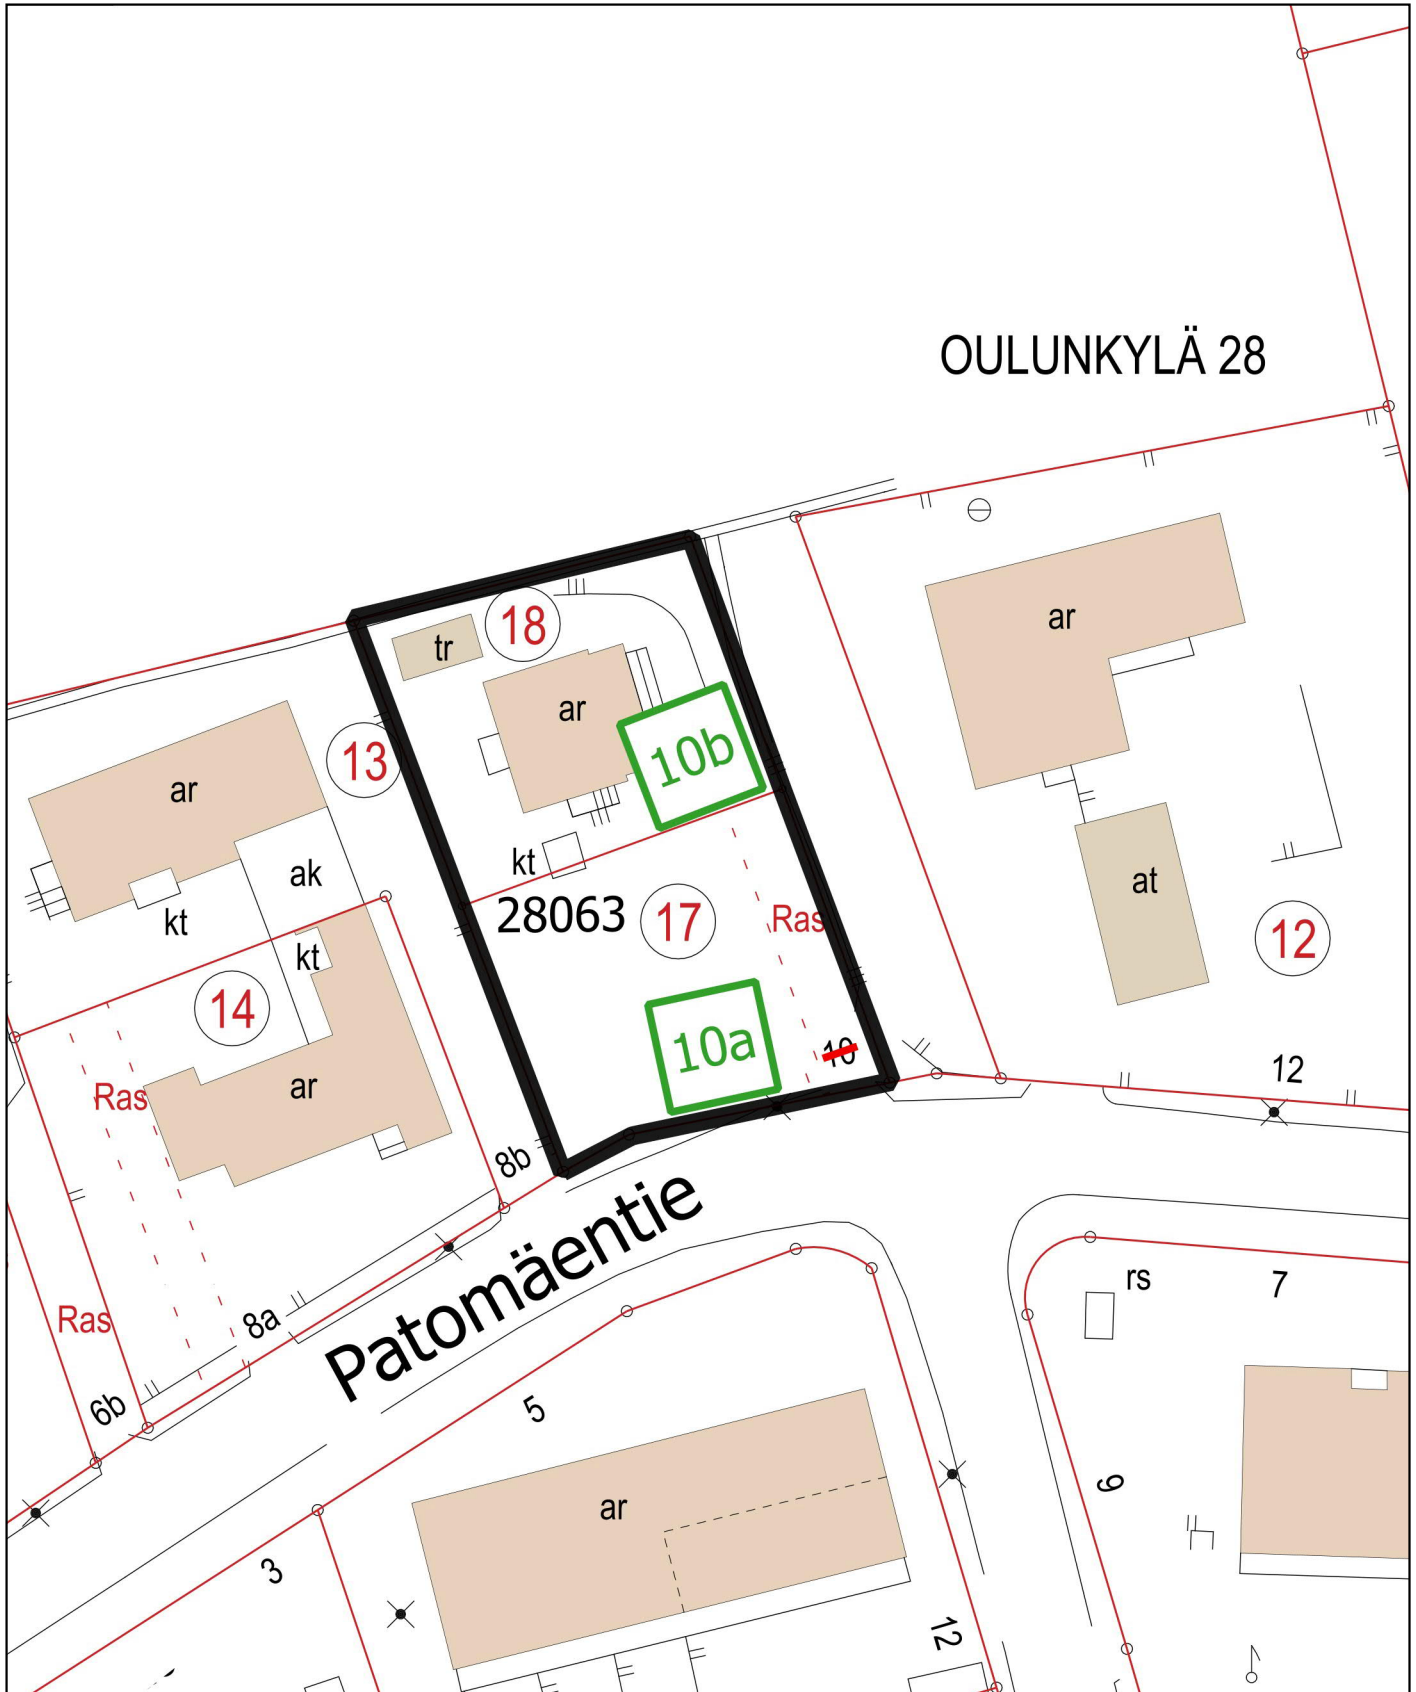 OULUNKYLÄ 28
18
tr
ar
ar
10b
13
ar
ak
kt
28063
17
Ras
kt
kt
at
12
14
10a
10
12
Ras
ar
8b
Patomäentie
8a
Ras
6b
rs
7
5
9
ar
3
12